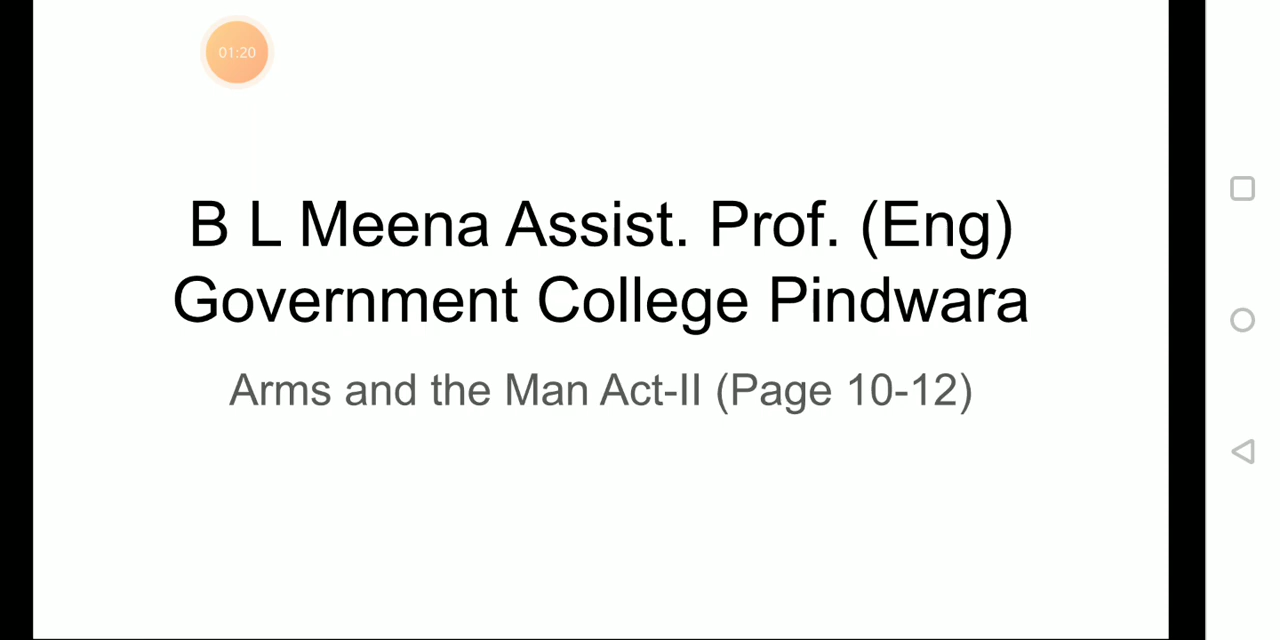 01:20
B L Meena Assist. Prof. (Eng)
Government College Pindwara
Arms and the Man Act-II (Page 10-12)